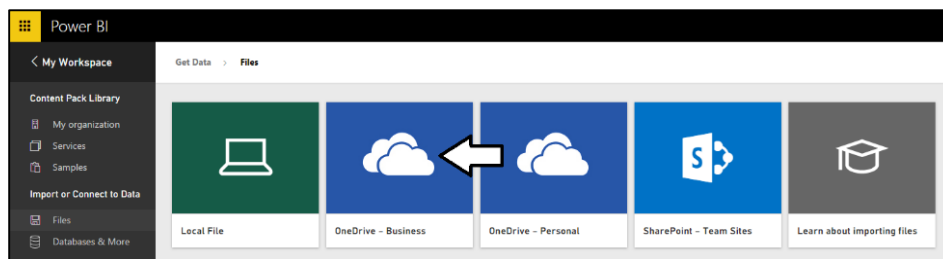 Power BI
My Workspace
Get Data > Files
Content Pack Library
My organization
Services
Samples
Import or Connect to Data
Files
Databases & More
Local File
OneDrive – Business
OneDrive – Personal
S
SharePoint – Team Sites
Learn about importing files